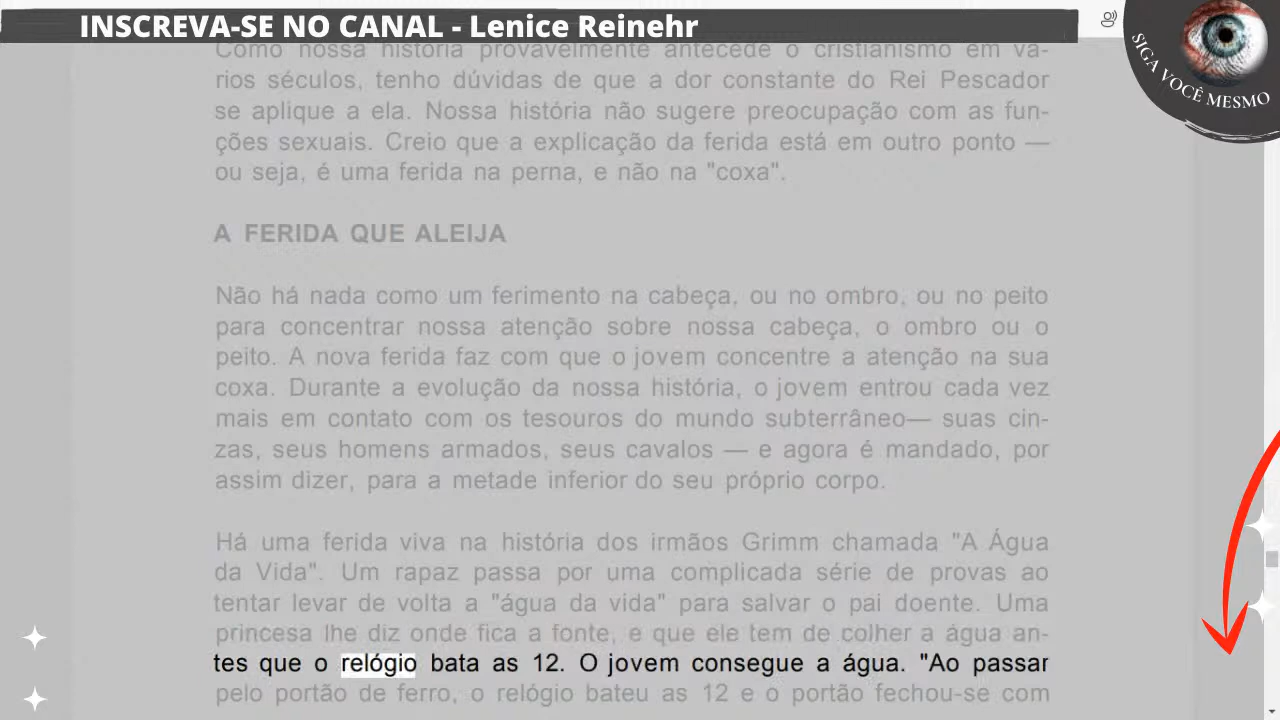 INSCREVA-SE NO CANAL - Lenice Reinehr
SIGA VOCÊ MESMO
Como nossa história provavelmente antecede o cristianismo em vá-
rios séculos, tenho dúvidas de que a dor constante do Rei Pescador
se aplique a ela. Nossa história não sugere preocupação com as fun-
ções sexuais. Creio que a explicação da ferida está em outro ponto —
ou seja, é uma ferida na perna, e não na "coxa".
A FERIDA QUE ALEIJA
Não há nada como um ferimento na cabeça, ou no ombro, ou no peito
para concentrar nossa atenção sobre nossa cabeça, o ombro ou o
peito. A nova ferida faz com que o jovem concentre a atenção na sua
coxa. Durante a evolução da nossa história, o jovem entrou cada vez
mais em contato com os tesouros do mundo subterrâneo— suas cin-
zas, seus homens armados, seus cavalos — e agora é mandado, por
assim dizer, para a metade inferior do seu próprio corpo.
Há uma ferida viva na história dos irmãos Grimm chamada "A Água
da Vida". Um rapaz passa por uma complicada série de provas ao
tentar levar de volta a "água da vida" para salvar o pai doente. Uma
princesa lhe diz onde fica a fonte, e que ele tem de colher a água an-
tes que o relógio bata as 12. O jovem consegue a água. "Ao passar
pelo portão de ferro, o relógio bateu as 12 e o portão fechou-se com